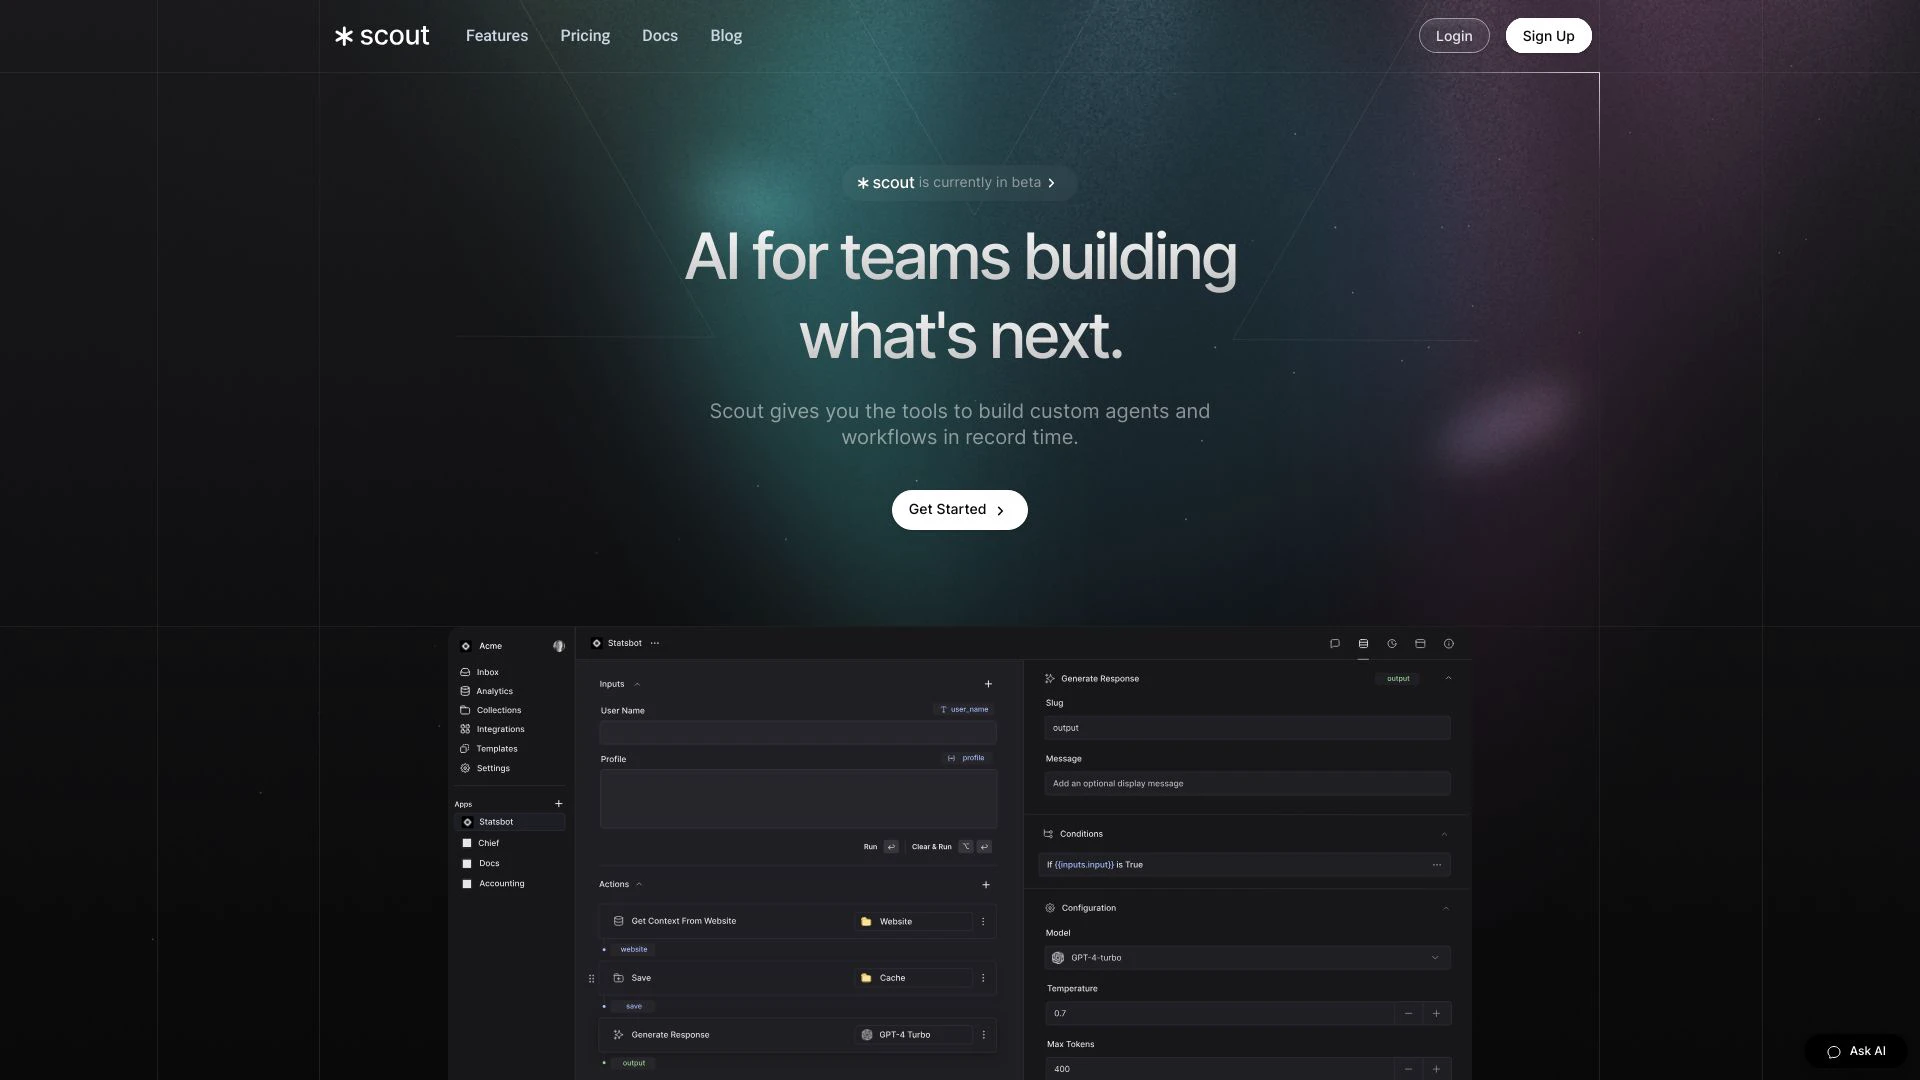 scout
Features
Pricing
Docs
Blog
Login
Sign Up
scout is currently in beta
AI for teams building
what's next.
Scout gives you the tools to build custom agents and
workflows in record time.
Get Started
Acme
Inbox
Analytics
Collections
Integrations
Templates
Settings
Apps
Statsbot
Chief
Docs
Accounting
Statsbot
Inputs
User Name
user_name
Profile
profile
Run
Clear & Run
Actions
Get Context From Website
Website
website
Save
Cache
save
Generate Response
GPT-4 Turbo
output
Generate Response
output
Slug
output
Message
Add an optional display message
Conditions
If {{inputs.input}} is True
Configuration
Model
GPT-4-turbo
Temperature
0.7
Max Tokens
400
Ask AI